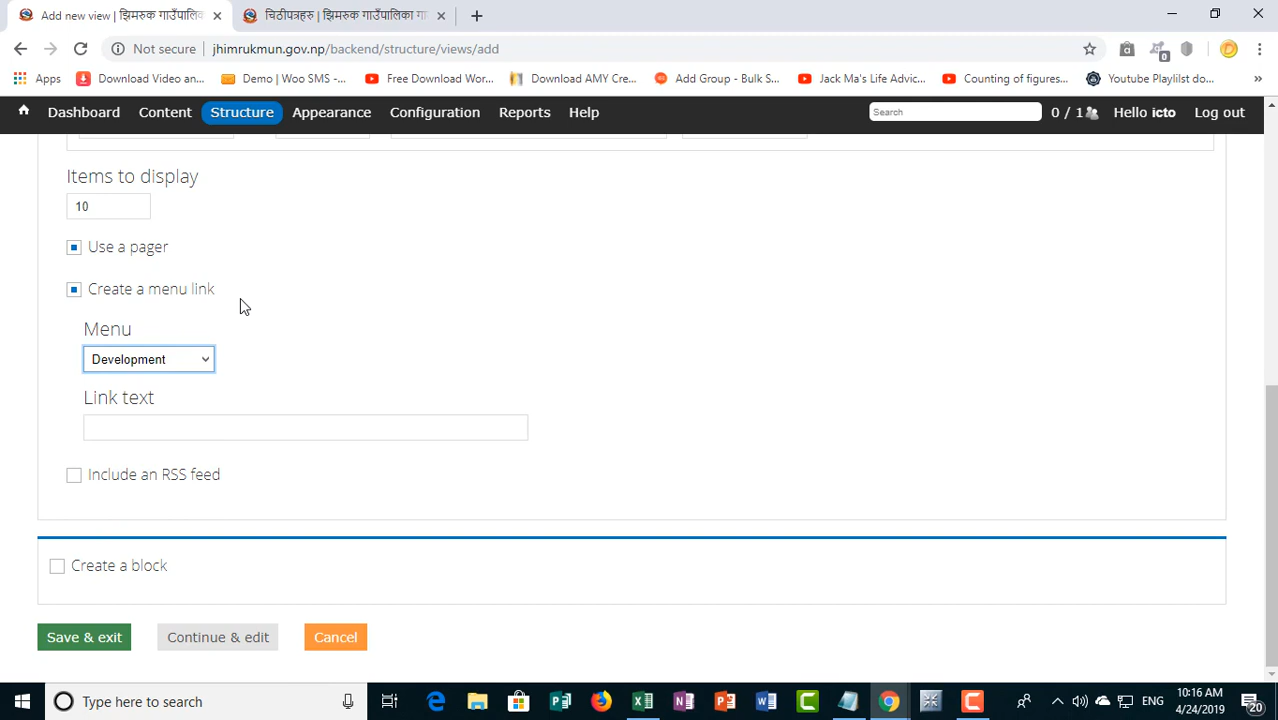 Add new view | झिमरुक गाउँपालिका
चिठीपत्रहरु | झिमरुक गाउँपालिका गा
Not secure | jhimrukmun.gov.np/backend/structure/views/add
Apps Download Video an... Demo | Woo SMS -... Free Download Wor... Download AMY Cre... Add Group - Bulk S... Jack Ma's Life Advic... Counting of figures... Youtube Playlilst do... »
Dashboard Content Structure Appearance Configuration Reports Help Search 0 / 1 Hello icto Log out
Items to display
10
Use a pager
Create a menu link
Menu
Development
Link text
Include an RSS feed
Create a block
Save & exit Continue & edit Cancel
Type here to search ENG 10:16 AM
4/24/2019 20